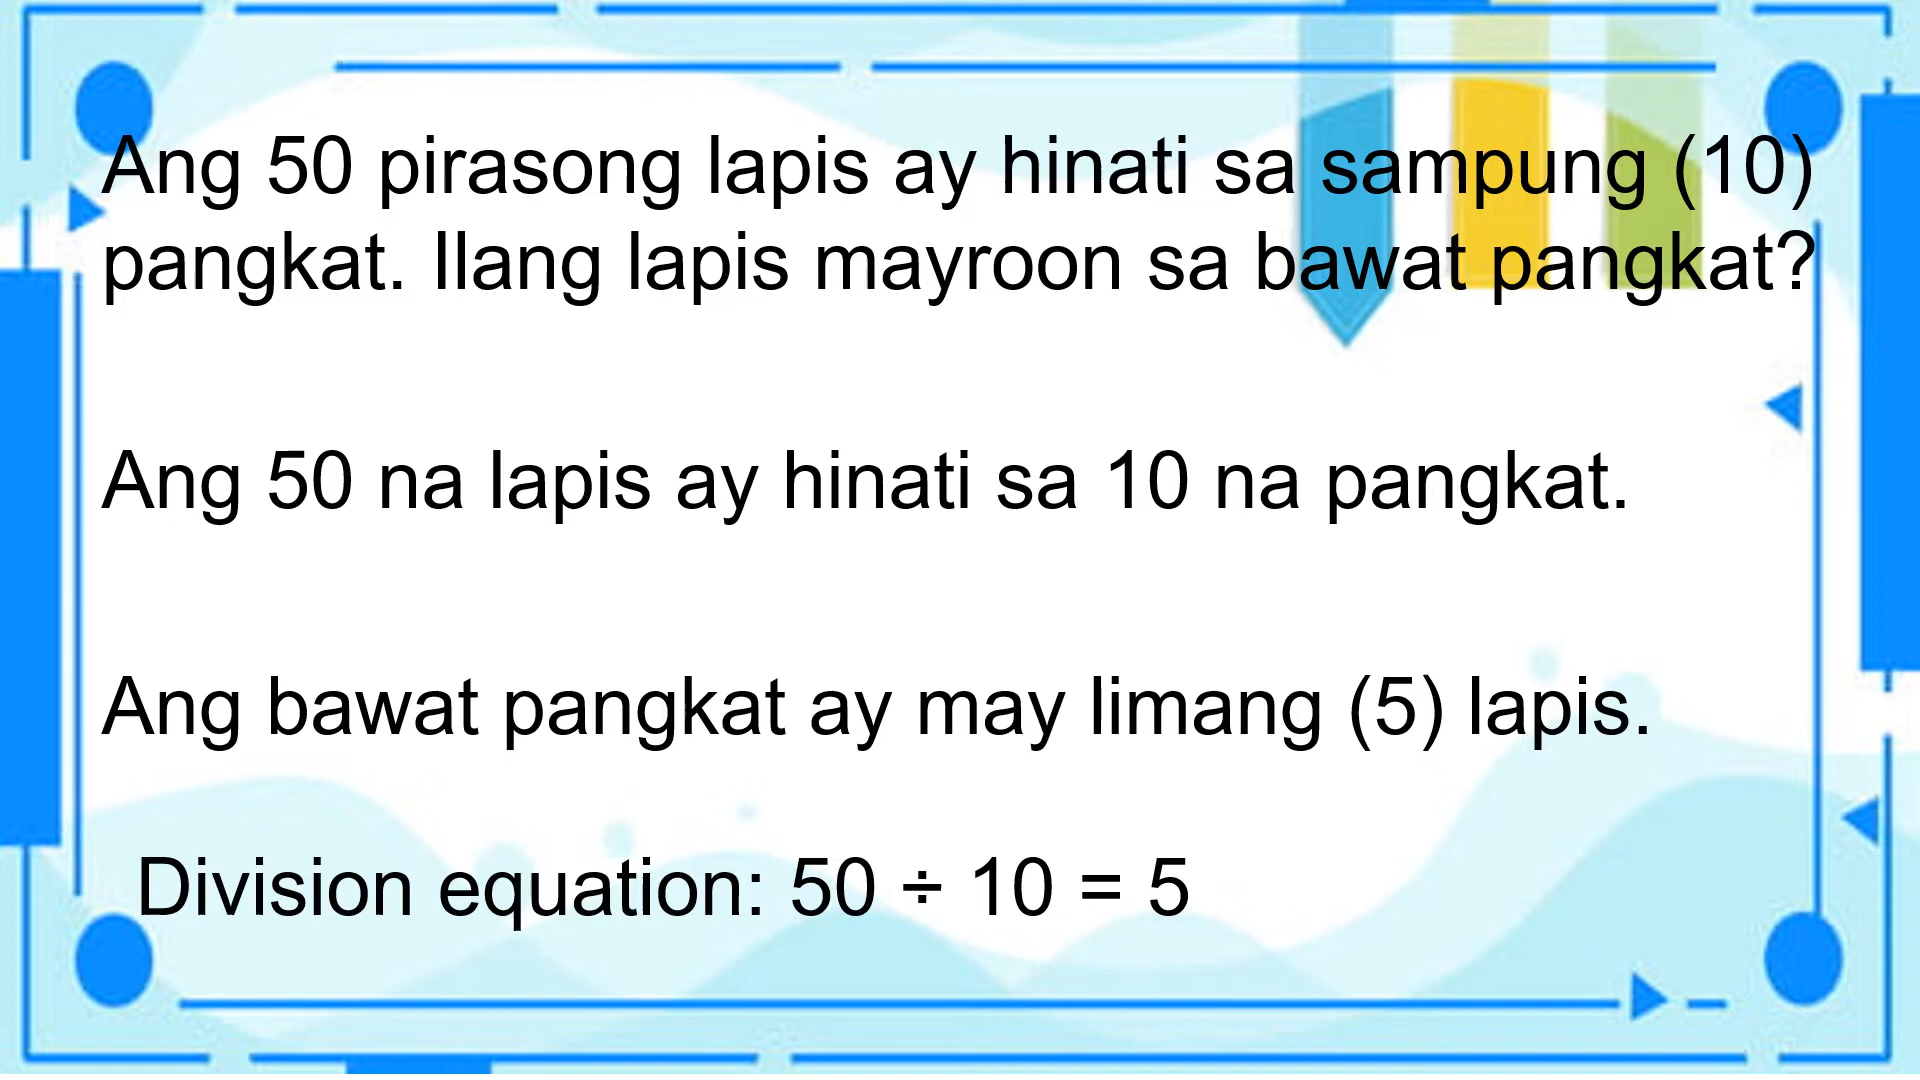 Ang 50 pirasong lapis ay hinati sa sampung (10)
pangkat. Ilang lapis mayroon sa bawat pangkat?
Ang 50 na lapis ay hinati sa 10 na pangkat.
Ang bawat pangkat ay may limang (5) lapis.
Division equation: 50 ÷ 10 = 5